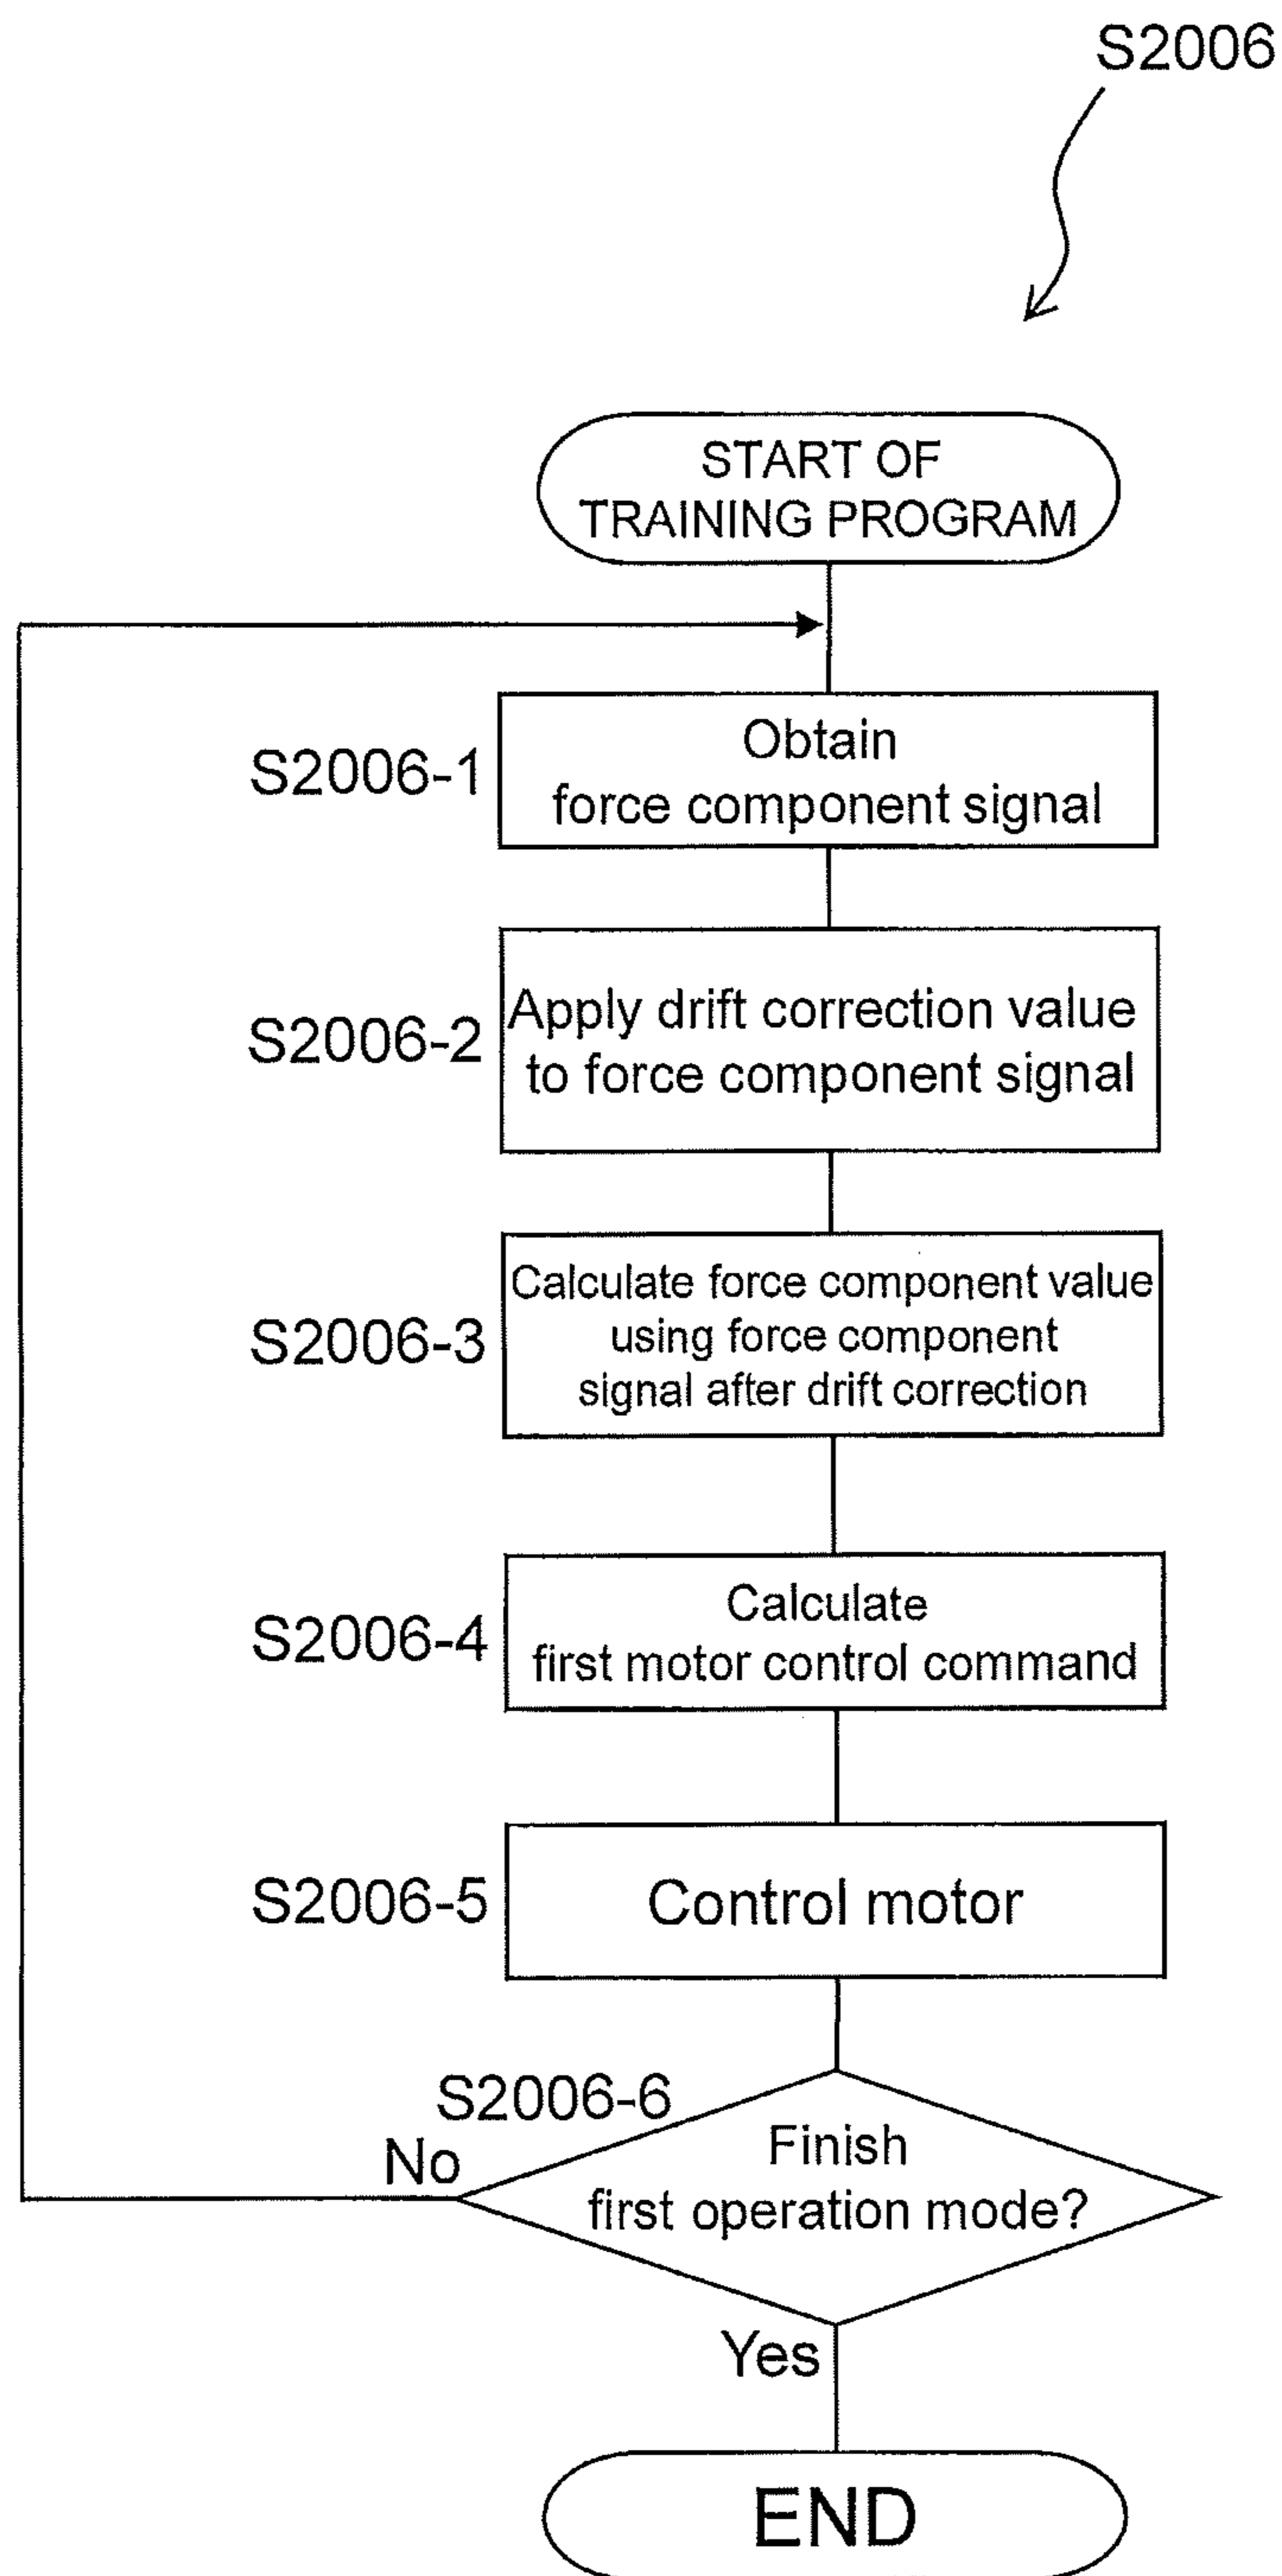 S2006
START OF
TRAINING PROGRAM
S2006-1
Obtain
force component signal
S2006-2
Apply drift correction value
to force component signal
S2006-3
Calculate force component value
using force component
signal after drift correction
S2006-4
Calculate
first motor control command
S2006-5
Control motor
S2006-6
No
Finish
first operation mode?
Yes
END